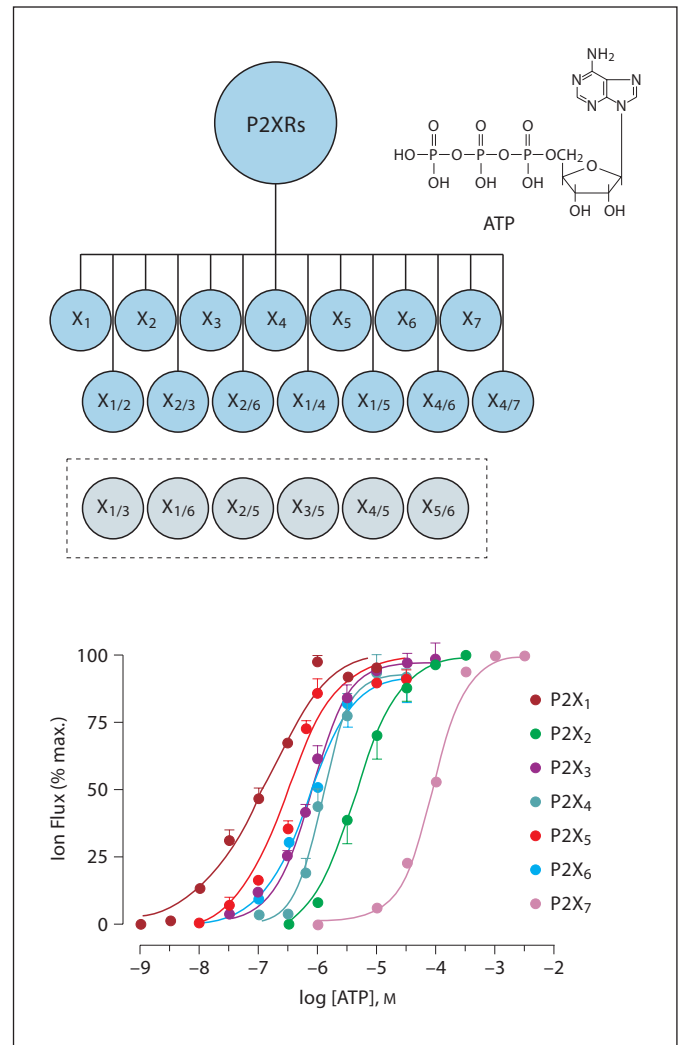 P2XRs
NH₂
N N
N N
O O O
HO–P–O–P–O–P–OCH₂ O
OH OH OH
OH OH
ATP
X₁ X₂ X₃ X₄ X₅ X₆ X₇
X₁/₂ X₂/₃ X₂/₆ X₁/₄ X₁/₅ X₄/₆ X₄/₇
X₁/₃ X₁/₆ X₂/₅ X₃/₅ X₄/₅ X₅/₆
Ion Flux (% max.)
100
75
50
25
0
P2X₁
P2X₂
P2X₃
P2X₄
P2X₅
P2X₆
P2X₇
−9 −8 −7 −6 −5 −4 −3 −2
log [ATP], M